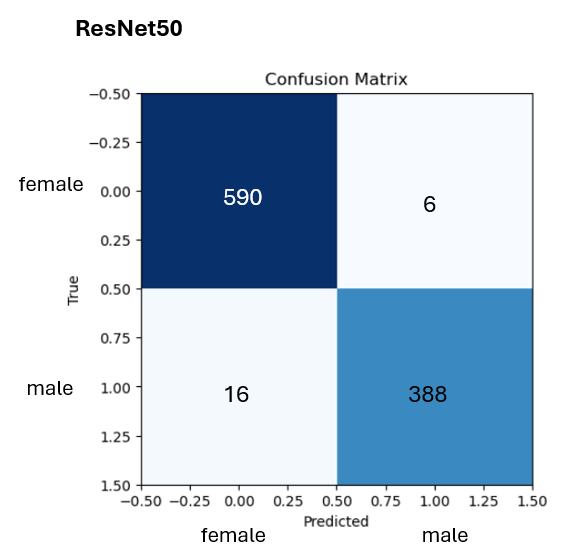 ResNet50
Confusion Matrix
−0.50
−0.25
female 0.00 590 6
0.25
True 0.50
0.75
male 1.00 16 388
1.25
1.50
−0.50 −0.25 0.00 0.25 0.50 0.75 1.00 1.25 1.50
Predicted
female male